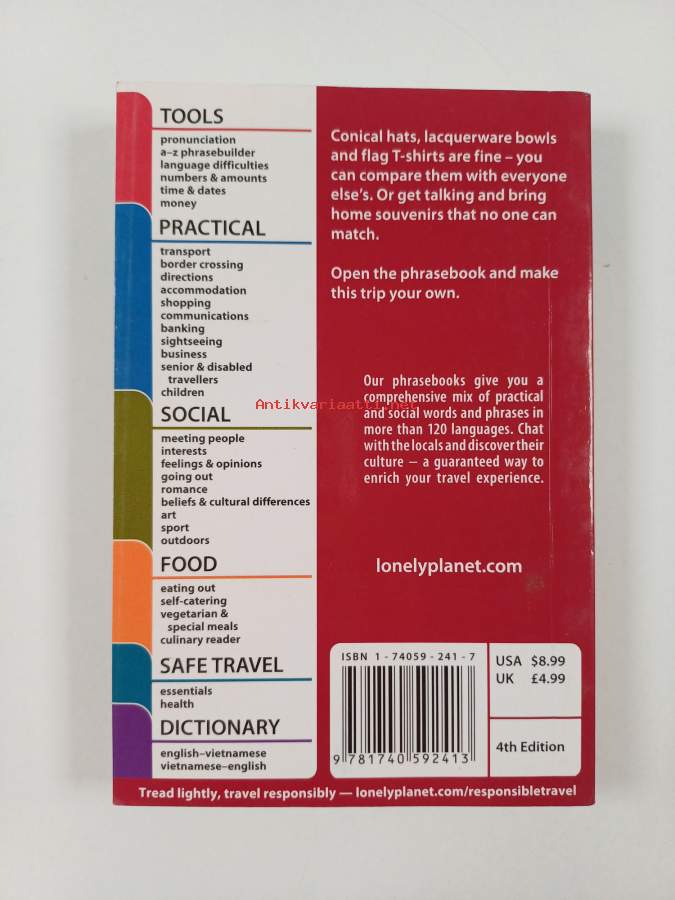 TOOLS
pronunciation
a–z phrasebuilder
language difficulties
numbers & amounts
time & dates
money
PRACTICAL
transport
border crossing
directions
accommodation
shopping
communications
banking
sightseeing
business
senior & disabled
travellers
children
SOCIAL
meeting people
interests
feelings & opinions
going out
romance
beliefs & cultural differences
art
sport
outdoors
FOOD
eating out
self-catering
vegetarian &
special meals
culinary reader
SAFE TRAVEL
essentials
health
DICTIONARY
english–vietnamese
vietnamese–english
Conical hats, lacquerware bowls
and flag T-shirts are fine – you
can compare them with everyone
else's. Or get talking and bring
home souvenirs that no one can
match.
Open the phrasebook and make
this trip your own.
Our phrasebooks give you a
comprehensive mix of practical
and social words and phrases in
more than 120 languages. Chat
with the locals and discover their
culture – a guaranteed way to
enrich your travel experience.
Antikvariaatti.net
lonelyplanet.com
ISBN 1-74059-241-7
9 781740 592413
USA $8.99
UK £4.99
4th Edition
Tread lightly, travel responsibly — lonelyplanet.com/responsibletravel